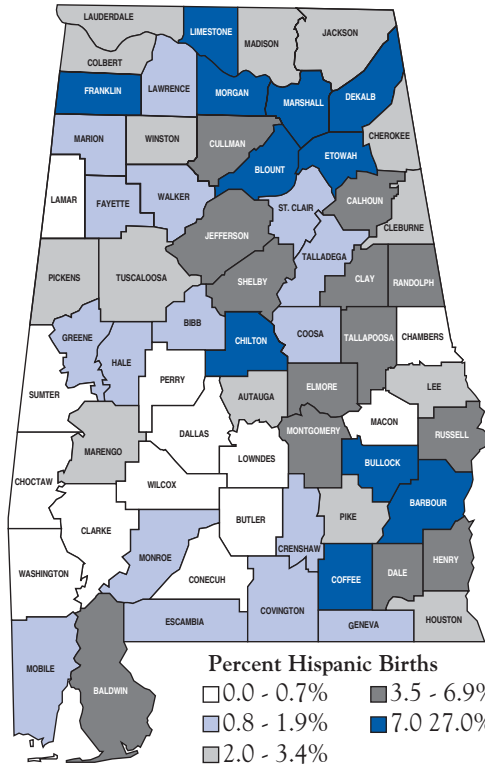 LAUDERDALE
LIMESTONE
MADISON
JACKSON
COLBERT
FRANKLIN
LAWRENCE
MORGAN
MARSHALL
DEKALB
MARION
WINSTON
CULLMAN
CHEROKEE
BLOUNT
ETOWAH
LAMAR
FAYETTE
WALKER
ST. CLAIR
CALHOUN
CLEBURNE
JEFFERSON
PICKENS
TUSCALOOSA
SHELBY
TALLADEGA
CLAY
RANDOLPH
GREENE
HALE
BIBB
CHILTON
COOSA
TALLAPOOSA
CHAMBERS
SUMTER
PERRY
AUTAUGA
ELMORE
LEE
MACON
MARENGO
DALLAS
LOWNDES
MONTGOMERY
RUSSELL
BULLOCK
CHOCTAW
WILCOX
BARBOUR
CLARKE
BUTLER
PIKE
CRENSHAW
MONROE
WASHINGTON
CONECUH
COFFEE
DALE
HENRY
COVINGTON
ESCAMBIA
GENEVA
HOUSTON
MOBILE
BALDWIN
Percent Hispanic Births
0.0 - 0.7%
3.5 - 6.9%
0.8 - 1.9%
7.0 27.0%
2.0 - 3.4%